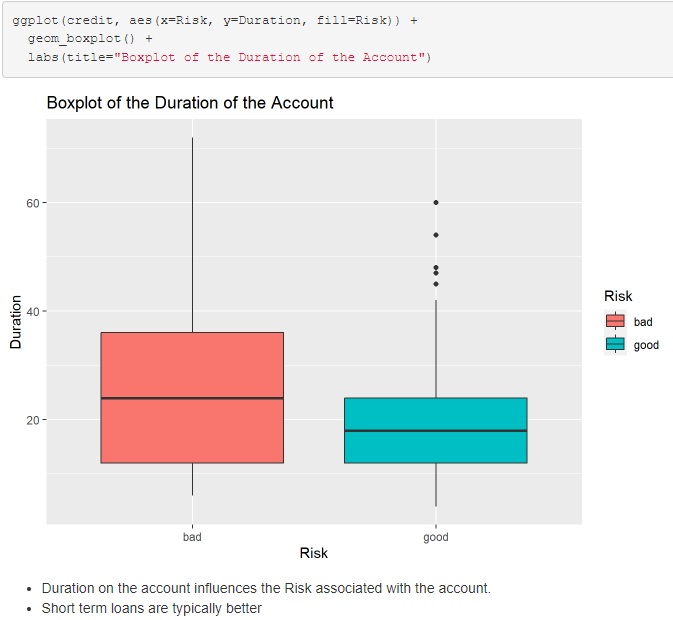 ggplot(credit, aes(x=Risk, y=Duration, fill=Risk)) +
  geom_boxplot() +
  labs(title="Boxplot of the Duration of the Account")
Boxplot of the Duration of the Account
60
40
20
Duration
bad
good
Risk
Risk
bad
good
• Duration on the account influences the Risk associated with the account.
• Short term loans are typically better